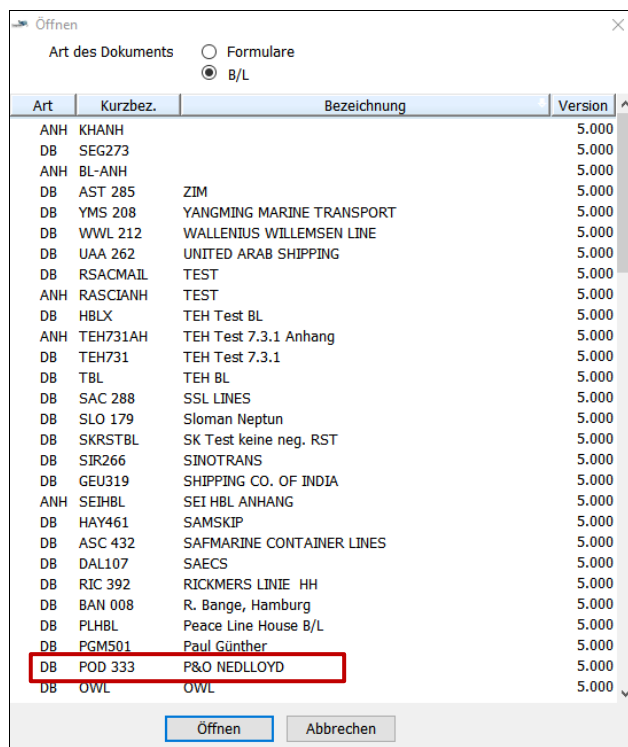 Öffnen
Art des Dokuments Formulare
B/L
Art Kurzbez. Bezeichnung Version
ANH KHANH 5.000
DB SEG273 5.000
ANH BL-ANH 5.000
DB AST 285 ZIM 5.000
DB YMS 208 YANGMING MARINE TRANSPORT 5.000
DB WWL 212 WALLENIUS WILLEMSEN LINE 5.000
DB UAA 262 UNITED ARAB SHIPPING 5.000
DB RSACMAIL TEST 5.000
ANH RASCIANH TEST 5.000
DB HBLX TEH Test BL 5.000
ANH TEH731AH TEH Test 7.3.1 Anhang 5.000
DB TEH731 TEH Test 7.3.1 5.000
DB TBL TEH BL 5.000
DB SAC 288 SSL LINES 5.000
DB SLO 179 Sloman Neptun 5.000
DB SKRSTBL SK Test keine neg. RST 5.000
DB SIR266 SINOTRANS 5.000
DB GEU319 SHIPPING CO. OF INDIA 5.000
ANH SEIHBL SEI HBL ANHANG 5.000
DB HAY461 SAMSKIP 5.000
DB ASC 432 SAFMARINE CONTAINER LINES 5.000
DB DAL107 SAECS 5.000
DB RIC 392 RICKMERS LINIE HH 5.000
DB BAN 008 R. Bange, Hamburg 5.000
DB PLHBL Peace Line House B/L 5.000
DB PGM501 Paul Günther 5.000
DB POD 333 P&O NEDLLOYD 5.000
DB OWL OWL 5.000
Öffnen Abbrechen